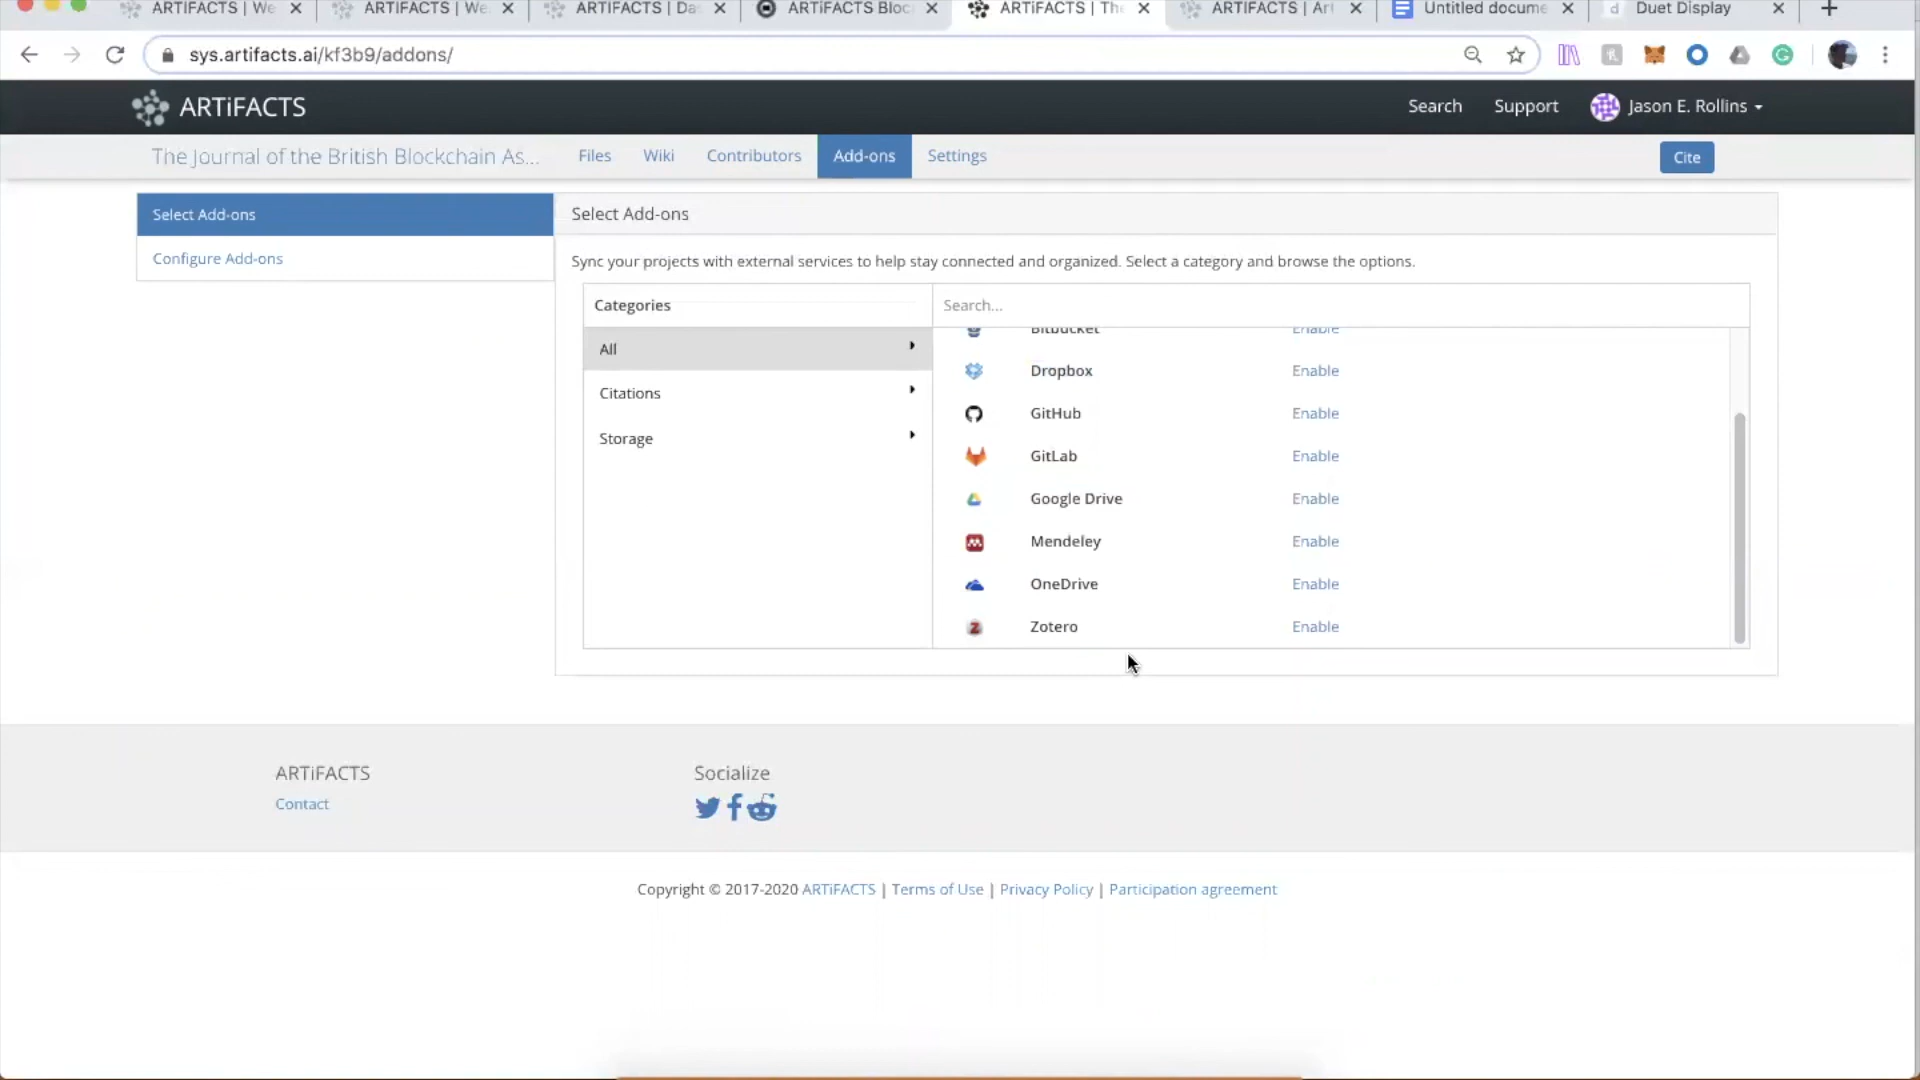 ARTiFACTS | We
ARTiFACTS | We
ARTiFACTS | Da
ARTiFACTS Bloc
ARTiFACTS | The
ARTiFACTS | Art
Untitled docume
Duet Display
sys.artifacts.ai/kf3b9/addons/
ARTiFACTS
Search
Support
Jason E. Rollins
The Journal of the British Blockchain As...
Files
Wiki
Contributors
Add-ons
Settings
Cite
Select Add-ons
Configure Add-ons
Select Add-ons
Sync your projects with external services to help stay connected and organized. Select a category and browse the options.
Categories
Search...
All
Citations
Storage
Bitbucket Enable
Dropbox Enable
GitHub Enable
GitLab Enable
Google Drive Enable
Mendeley Enable
OneDrive Enable
Zotero Enable
ARTiFACTS
Contact
Socialize
Copyright © 2017-2020 ARTiFACTS | Terms of Use | Privacy Policy | Participation agreement